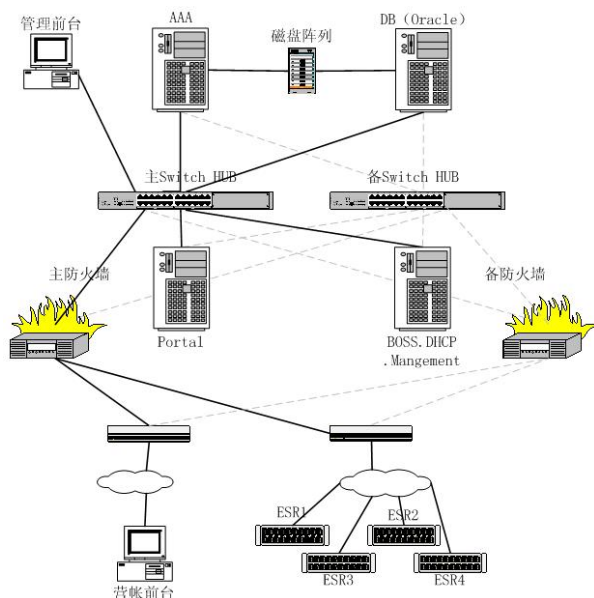 管理前台
AAA
磁盘阵列
DB（Oracle）
主Switch HUB
备Switch HUB
主防火墙
备防火墙
Portal
BOSS.DHCP
.Mangement
ESR1
ESR2
ESR3
ESR4
营帐前台